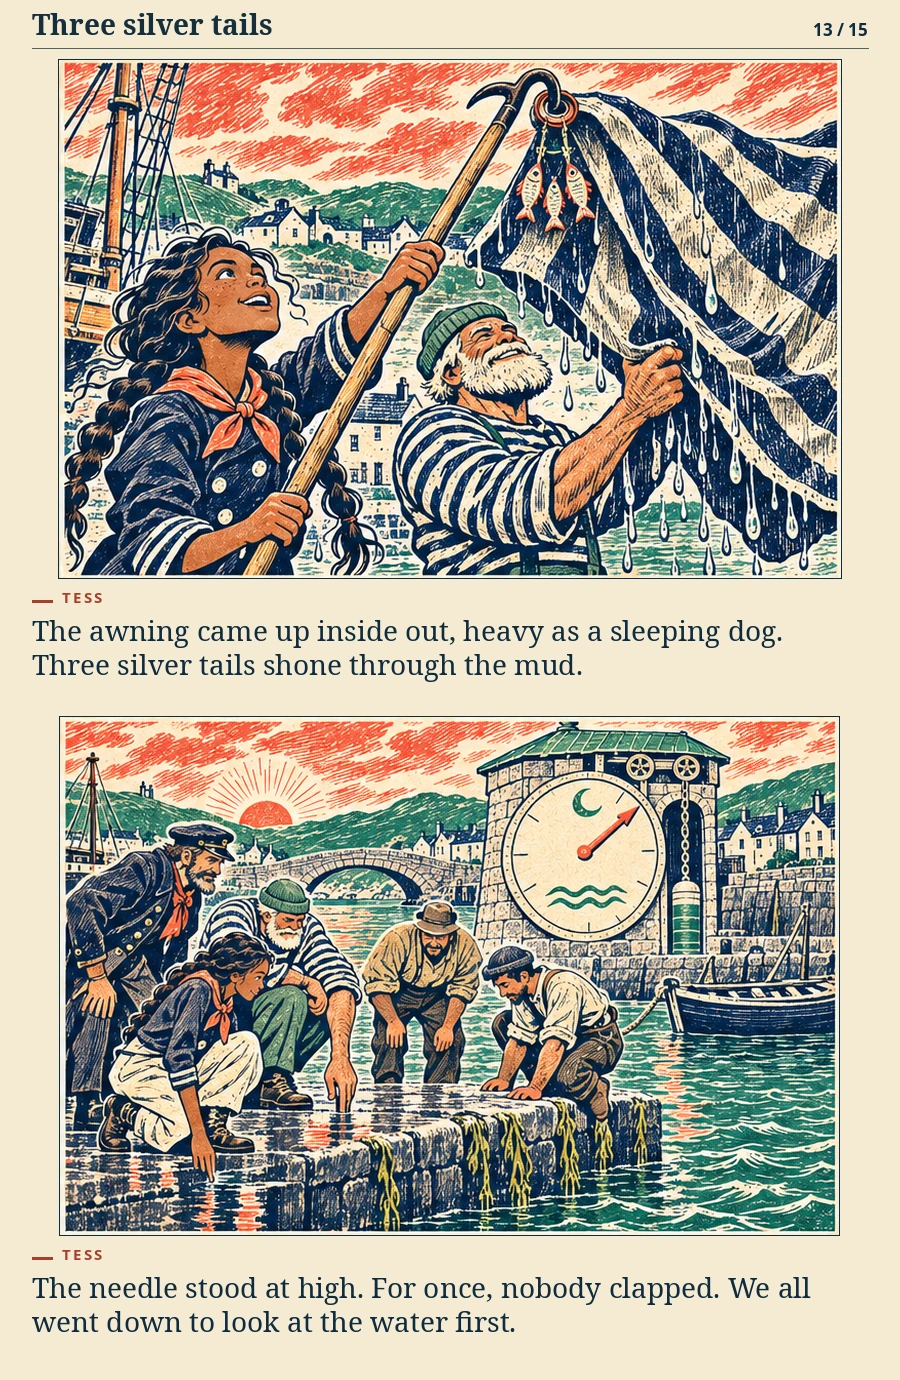 Three silver tails
13 / 15
TESS
The awning came up inside out, heavy as a sleeping dog.
Three silver tails shone through the mud.
TESS
The needle stood at high. For once, nobody clapped. We all
went down to look at the water first.